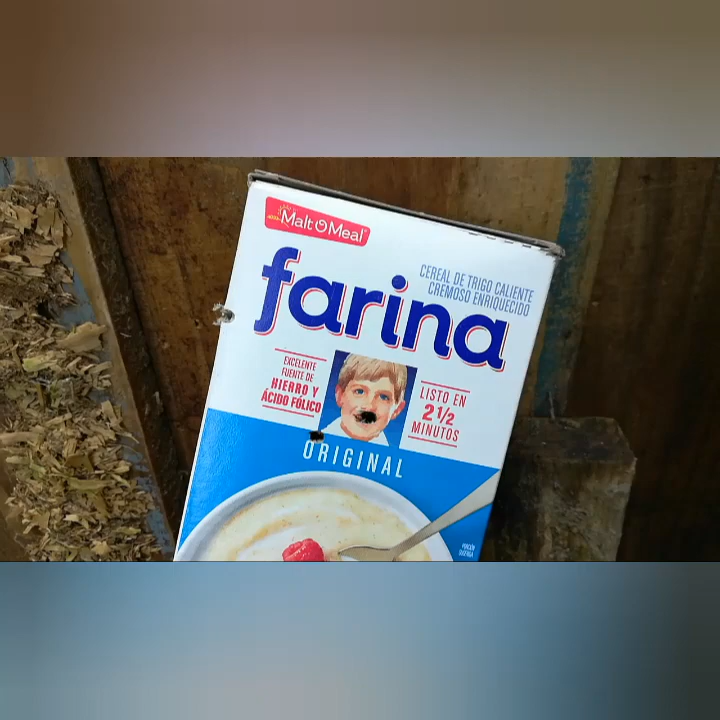 Malt O Meal
farina
CEREAL DE TRIGO CALIENTE
CREMOSO ENRIQUECIDO
EXCELENTE
FUENTE DE
HIERRO Y
ÁCIDO FÓLICO
LISTO EN
2 1/2
MINUTOS
ORIGINAL